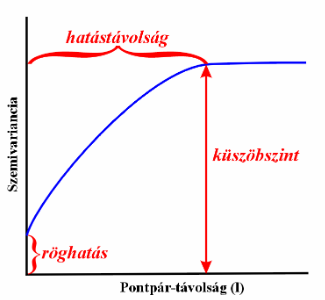 hatástávolság
Szemivariancia
küszöbszint
röghatás
Pontpár-távolság (l)